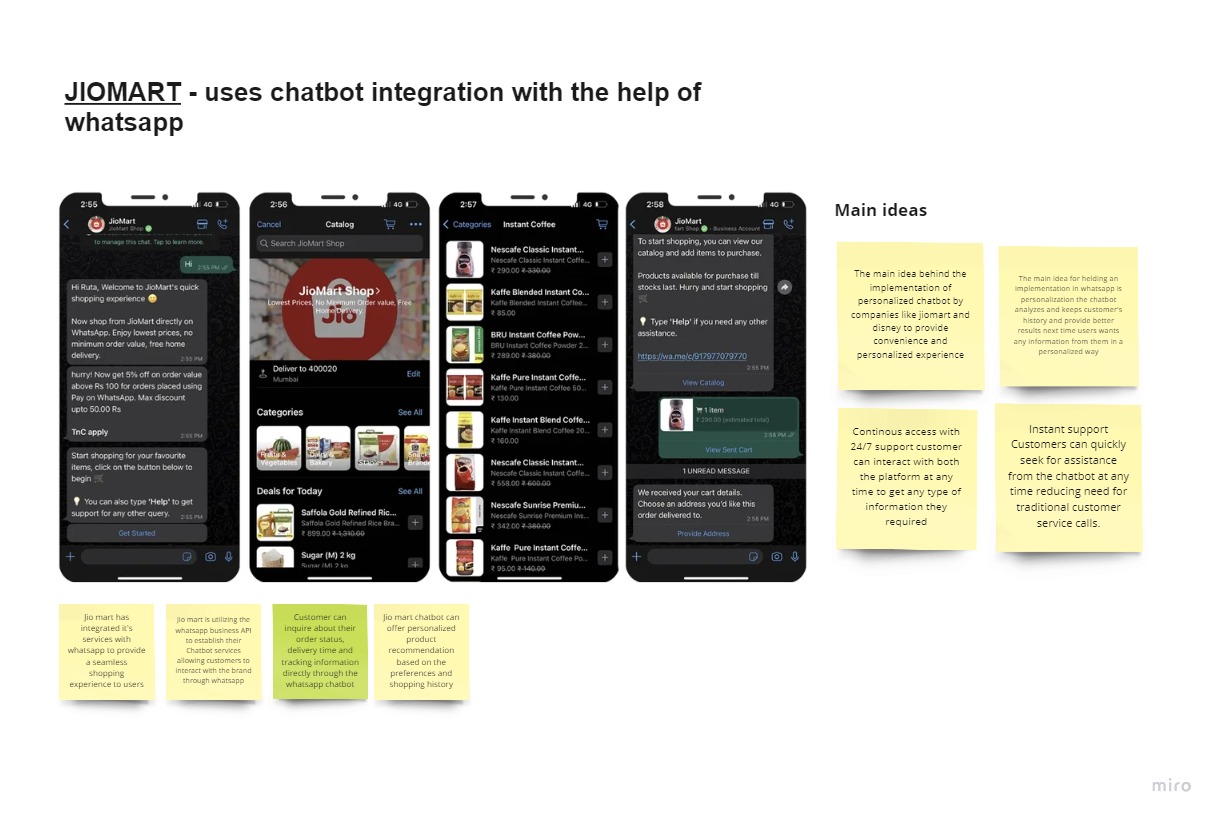 JIOMART - uses chatbot integration with the help of
whatsapp
2:55
4G
JioMart
JioMart Shop
to manage this chat. Tap to learn more.
Hi
2:55 PM
Hi Ruta, Welcome to JioMart's quick
shopping experience 😊
Now shop from JioMart directly on
WhatsApp. Enjoy lowest prices, no
minimum order value, free home
delivery.
2:55 PM
hurry! Now get 5% off on order value
above Rs 100 for orders placed using
Pay on WhatsApp. Max discount
upto 50.00 Rs
TnC apply
2:55 PM
Start shopping for your favourite
items, click on the button below to
begin 🛒
💡 You can also type 'Help' to get
support for any other query.
2:55 PM
Get Started
2:56
4G
Cancel
Catalog
Search JioMart Shop
JioMart Shop
Lowest Prices, No Minimum Order value, Free
Home Delivery.
Jio
Deliver to 400020
Mumbai
Edit
Categories
See All
Fruits &
Vegetables
Dairy &
Bakery
Staples
Snacks
Brande
Deals for Today
See All
Saffola Gold Refined Ric...
Saffola Gold Refined Rice Bra...
₹ 899.00 ₹ 1,310.00
Sugar (M) 2 kg
Sugar (M) 2 kg
2:57
4G
Categories
Instant Coffee
Nescafe Classic Instant...
Nescafe Classic Instant Coffe...
₹ 290.00 ₹ 330.00
Kaffe Blended Instant Co...
Kaffe Blended Instant Coffee...
₹ 85.00
BRU Instant Coffee Pow...
BRU Instant Coffee Powder 2...
₹ 289.00 ₹ 380.00
Kaffe Pure Instant Coffe...
Kaffe Pure Instant Coffee 50...
₹ 130.00
Kaffe Instant Blend Coffe...
Kaffe Instant Blend Coffee 20...
₹ 160.00
Nescafe Classic Instant...
Nescafe Classic Instant Coffe...
₹ 558.00 ₹ 600.00
Nescafe Sunrise Premiu...
Nescafe Sunrise Premium Ins...
₹ 342.00 ₹ 380.00
Kaffe Pure Instant Coffe...
Kaffe Pure Instant Coffee Po...
₹ 95.00 ₹ 140.00
2:58
4G
JioMart
tart Shop - Business Account
To start shopping, you can view our
catalog and add items to purchase.
Products available for purchase till
stocks last. Hurry and start shopping
🛒
💡 Type 'Help' if you need any other
assistance.
https://wa.me/c/917977079770
2:55 PM
View Catalog
1 item
₹ 290.00 (estimated total)
2:58 PM
View Sent Cart
1 UNREAD MESSAGE
We received your cart details.
Choose an address you'd like this
order delivered to.
2:58 PM
Provide Address
Main ideas
The main idea behind the
implementation of
personalized chatbot by
companies like jiomart and
disney to provide
convenience and
personalized experience
The main idea for helding an
implementation in whatsapp is
personalization the chatbot
analyzes and keeps customer's
history and provide better
results next time users wants
any information from them in a
personalized way
Continous access with
24/7 support customer
can interact with both
the platform at any
time to get any type of
information they
required
Instant support
Customers can quickly
seek for assistance
from the chatbot at any
time reducing need for
traditional customer
service calls.
Jio mart has
integrated it's
services with
whatsapp to provide
a seamless
shopping
experience to users
Jio mart is utilizing the
whatsapp business API
to establish their
Chatbot services
allowing customers to
interact with the brand
through whatsapp
Customer can
inquire about their
order status,
delivery time and
tracking information
directly through the
whatsapp chatbot
Jio mart chatbot can
offer personalized
product
recommendation
based on the
preferences and
shopping history
miro